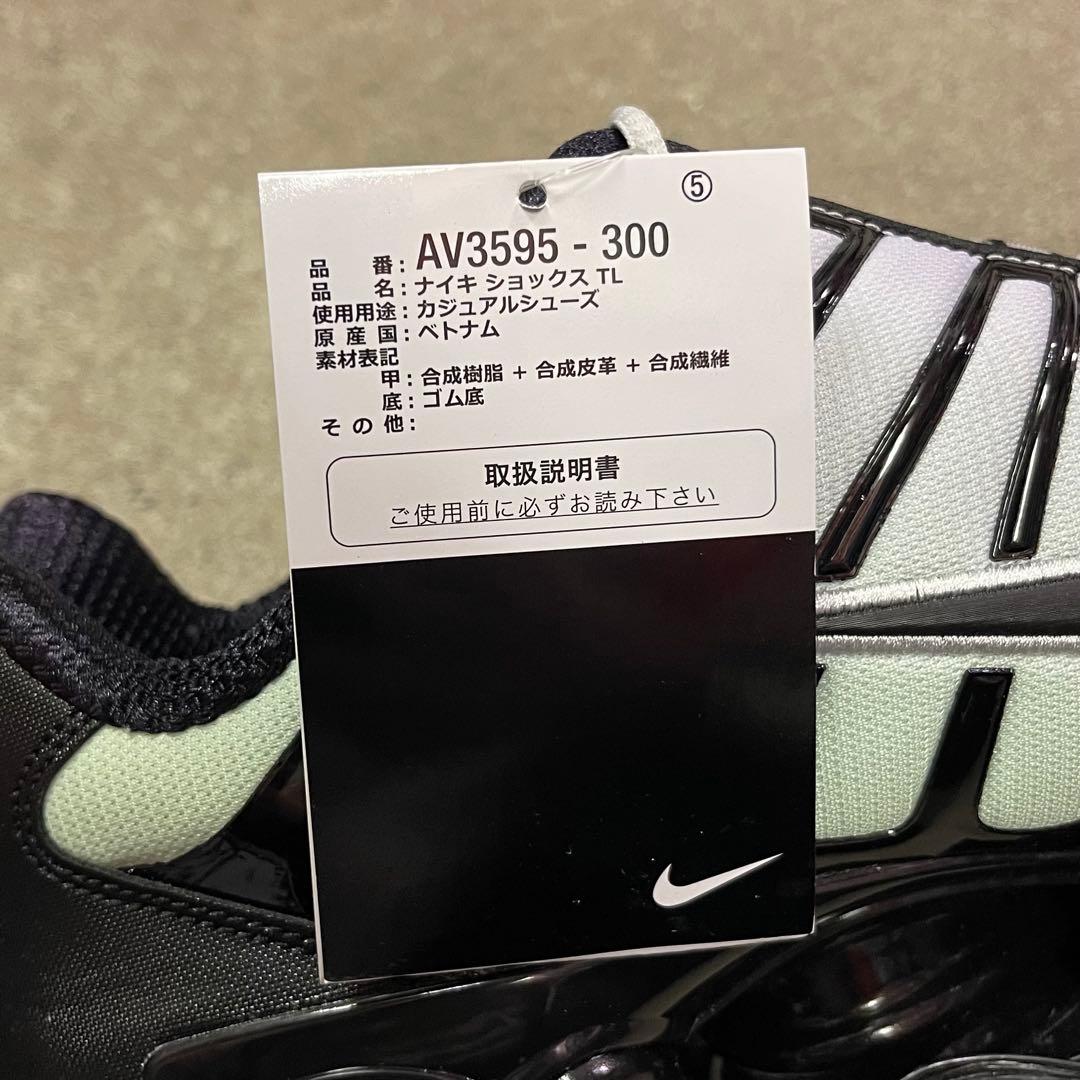 ⑤
品 番: AV3595 - 300
品 名: ナイキ ショックス TL
使用用途: カジュアルシューズ
原 産 国: ベトナム
素材表記
甲: 合成樹脂 + 合成皮革 + 合成繊維
底: ゴム底
そ の 他:
取扱説明書
ご使用前に必ずお読み下さい